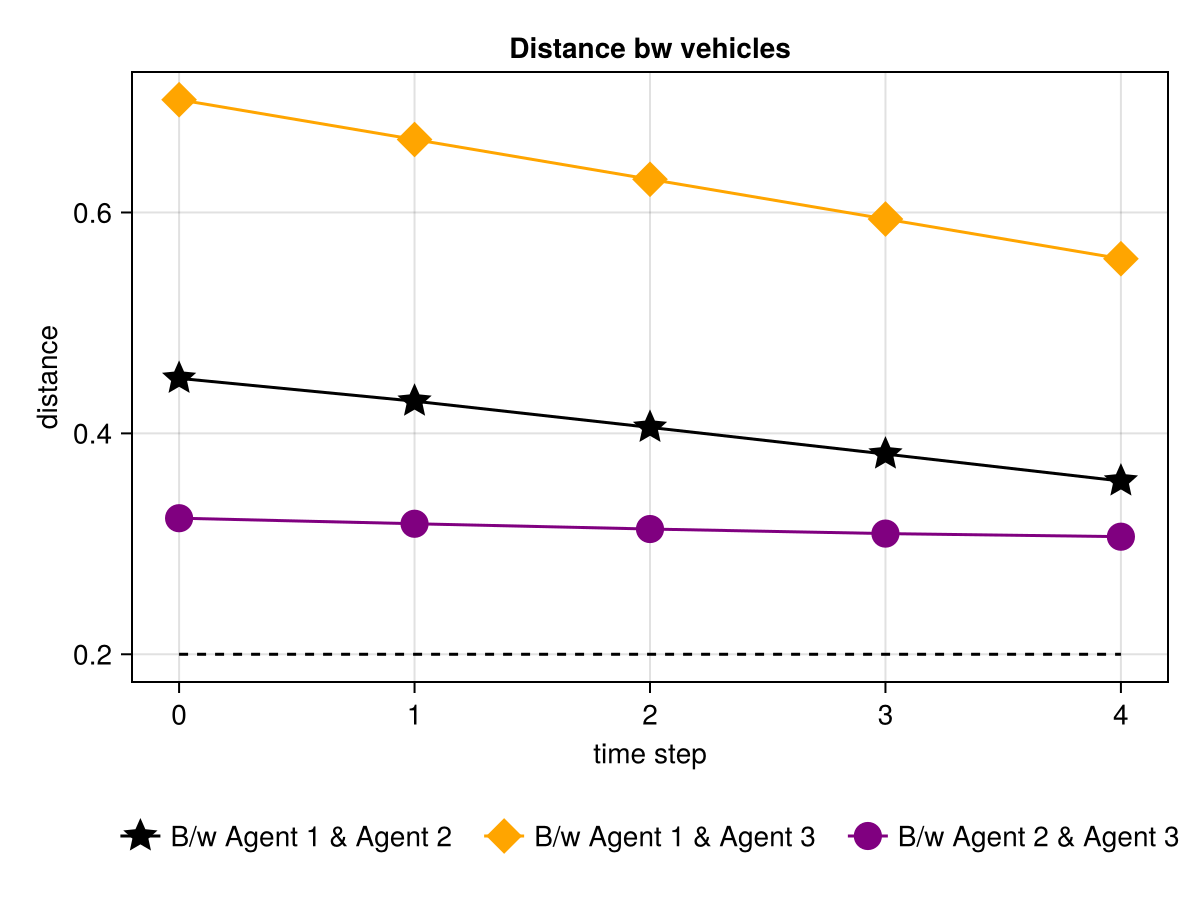 Distance bw vehicles
0.6
0.4
0.2
distance
0 1 2 3 4
time step
B/w Agent 1 & Agent 2 B/w Agent 1 & Agent 3 B/w Agent 2 & Agent 3